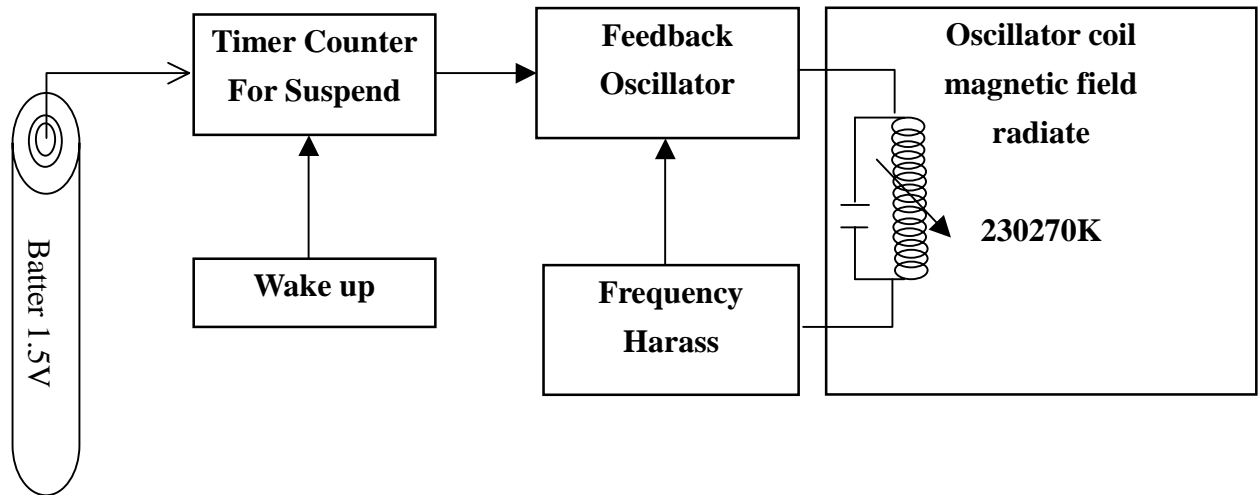 Timer Counter
For Suspend
Feedback
Oscillator
Oscillator coil
magnetic field
radiate
230270K
Batter 1.5V
Wake up
Frequency
Harass